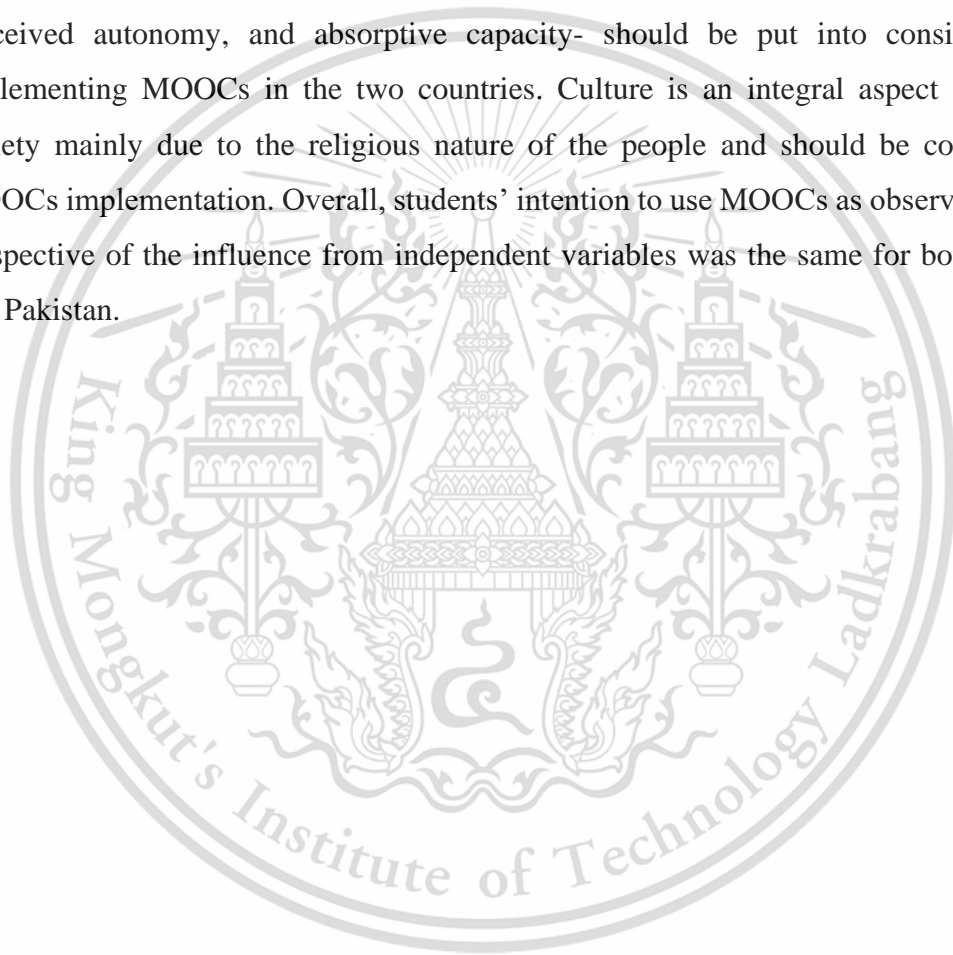 ceived autonomy, and absorptive capacity- should be put into consi
lementing MOOCs in the two countries. Culture is an integral aspect
iety mainly due to the religious nature of the people and should be co
OCs implementation. Overall, students’ intention to use MOOCs as observ
spective of the influence from independent variables was the same for bo
Pakistan.
King Mongkut's Institute of Technology Ladkrabang